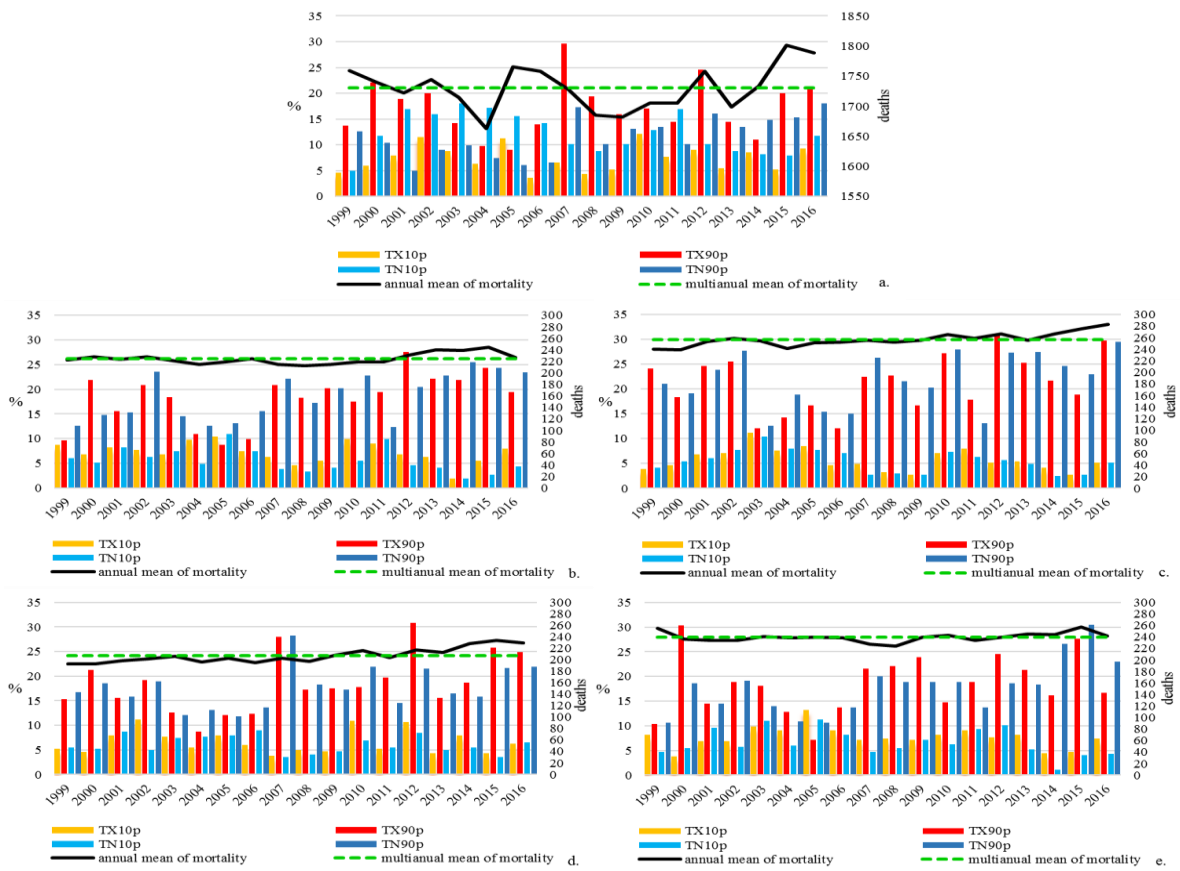 35 1850
30 1800
25 1750
20
% 1700 deaths
15
1650
10
5 1600
0 1550
1999 2000 2001 2002 2003 2004 2005 2006 2007 2008 2009 2010 2011 2012 2013 2014 2015 2016
TX10p TX90p
TN10p TN90p
annual mean of mortality multianual mean of mortality a.
35 300 280 260 240 220 200 180 160 140 120 100 80 60 40 20 0
30
25
20
% deaths
15
10
5
0
1999 2000 2001 2002 2003 2004 2005 2006 2007 2008 2009 2010 2011 2012 2013 2014 2015 2016
TX10p TX90p
TN10p TN90p
annual mean of mortality multianual mean of mortality b.
35 300 280 260 240 220 200 180 160 140 120 100 80 60 40 20 0
30
25
20
% deaths
15
10
5
0
1999 2000 2001 2002 2003 2004 2005 2006 2007 2008 2009 2010 2011 2012 2013 2014 2015 2016
TX10p TX90p
TN10p TN90p
annual mean of mortality multianual mean of mortality c.
35 300 280 260 240 220 200 180 160 140 120 100 80 60 40 20 0
30
25
20
% deaths
15
10
5
0
1999 2000 2001 2002 2003 2004 2005 2006 2007 2008 2009 2010 2011 2012 2013 2014 2015 2016
TX10p TX90p
TN10p TN90p
annual mean of mortality multianual mean of mortality d.
35 300 280 260 240 220 200 180 160 140 120 100 80 60 40 20 0
30
25
20
% deaths
15
10
5
0
1999 2000 2001 2002 2003 2004 2005 2006 2007 2008 2009 2010 2011 2012 2013 2014 2015 2016
TX10p TX90p
TN10p TN90p
annual mean of mortality multianual mean of mortality e.